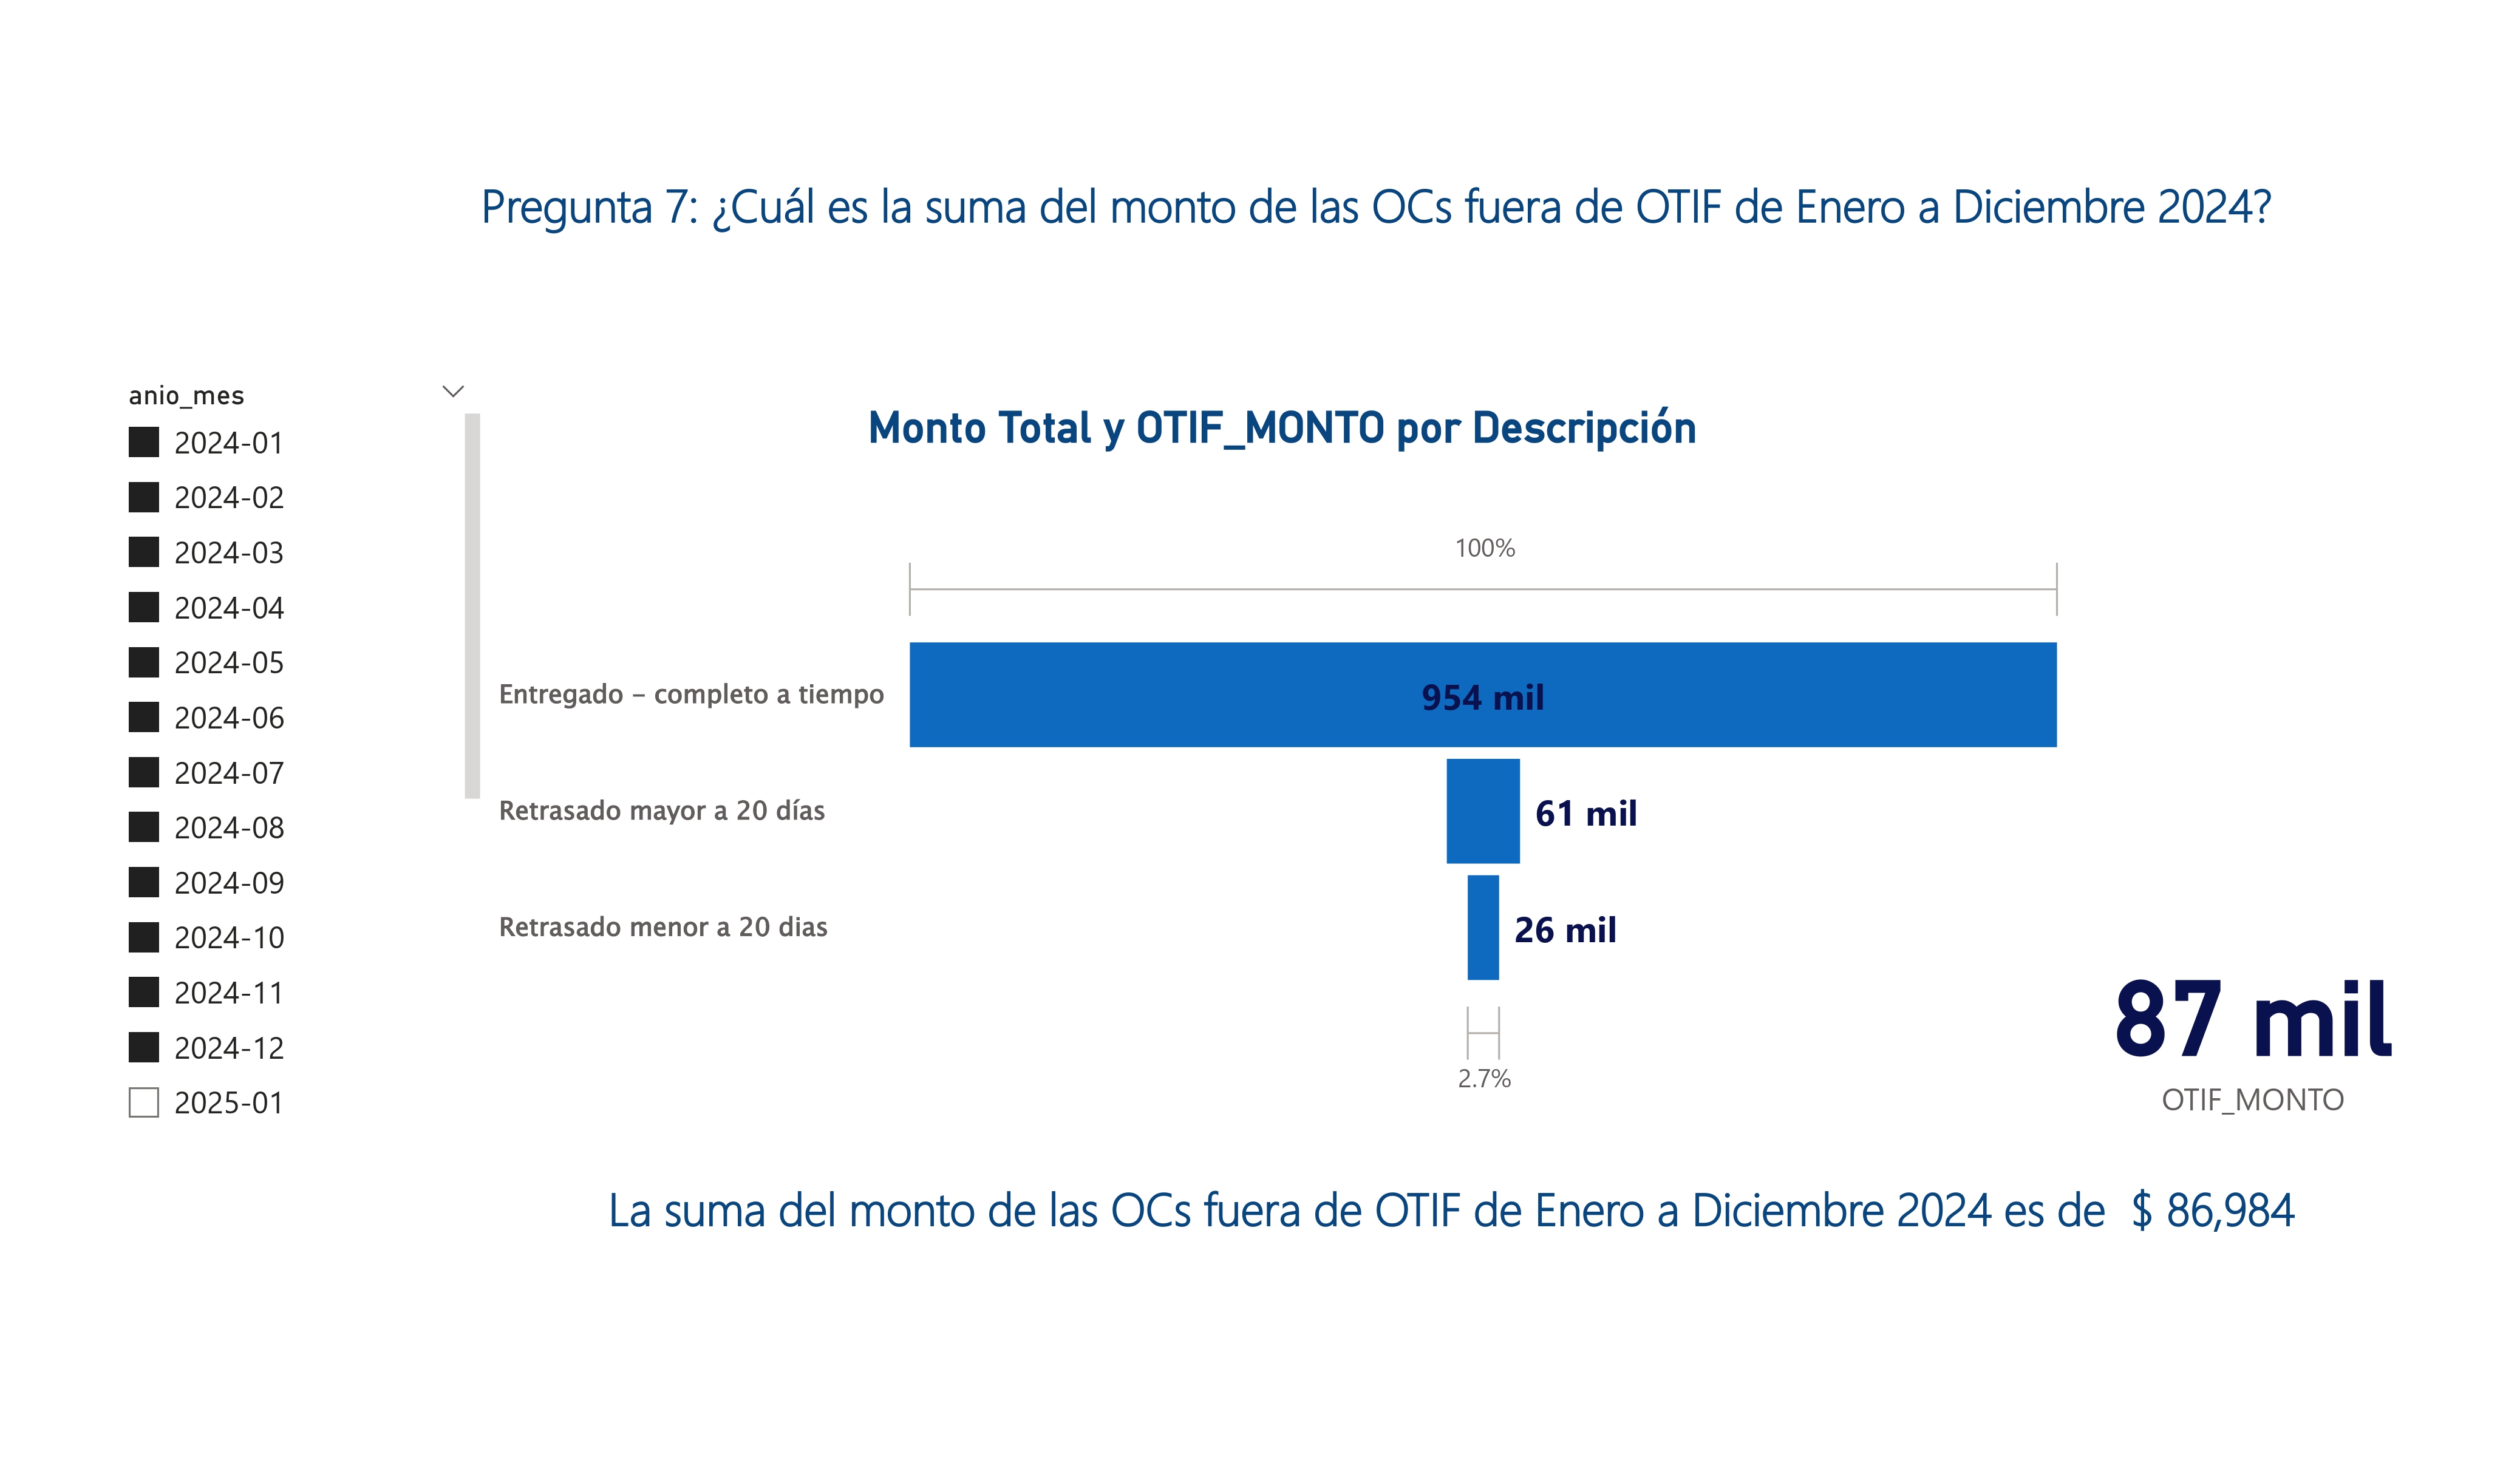 Pregunta 7: ¿Cuál es la suma del monto de las OCs fuera de OTIF de Enero a Diciembre 2024?
anio_mes
2024-01
2024-02
2024-03
2024-04
2024-05
2024-06
2024-07
2024-08
2024-09
2024-10
2024-11
2024-12
2025-01
Monto Total y OTIF_MONTO por Descripción
100%
Entregado – completo a tiempo
954 mil
Retrasado mayor a 20 días
61 mil
Retrasado menor a 20 dias
26 mil
2.7%
87 mil
OTIF_MONTO
La suma del monto de las OCs fuera de OTIF de Enero a Diciembre 2024 es de  $ 86,984